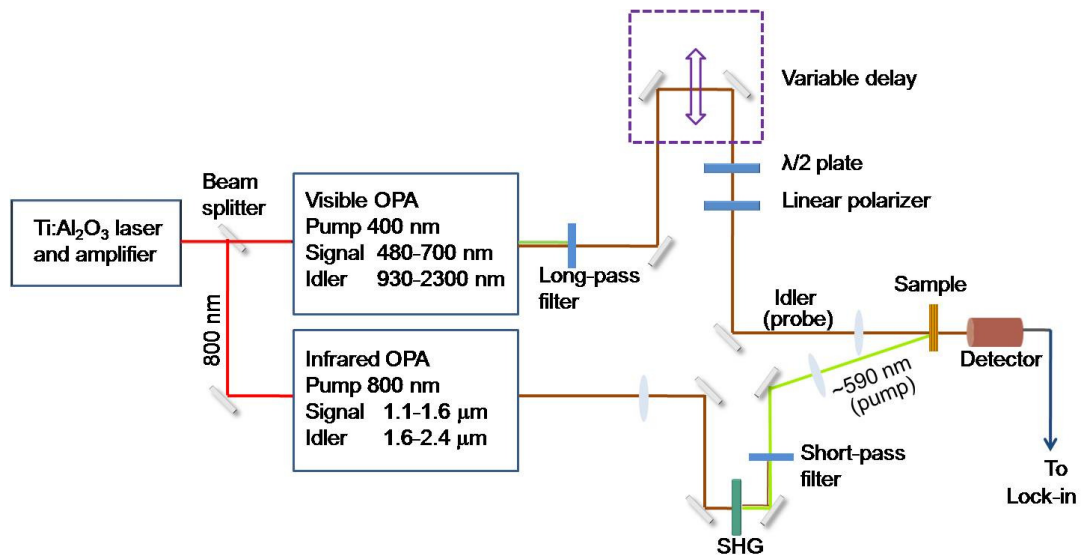 Variable delay
λ/2 plate
Linear polarizer
Beam
splitter
Ti:Al₂O₃ laser
and amplifier
Visible OPA
Pump 400 nm
Signal 480-700 nm
Idler 930-2300 nm
Long-pass
filter
800 nm
Infrared OPA
Pump 800 nm
Signal 1.1-1.6 μm
Idler 1.6-2.4 μm
Idler
(probe)
Sample
Detector
~590 nm
(pump)
Short-pass
filter
SHG
To
Lock-in